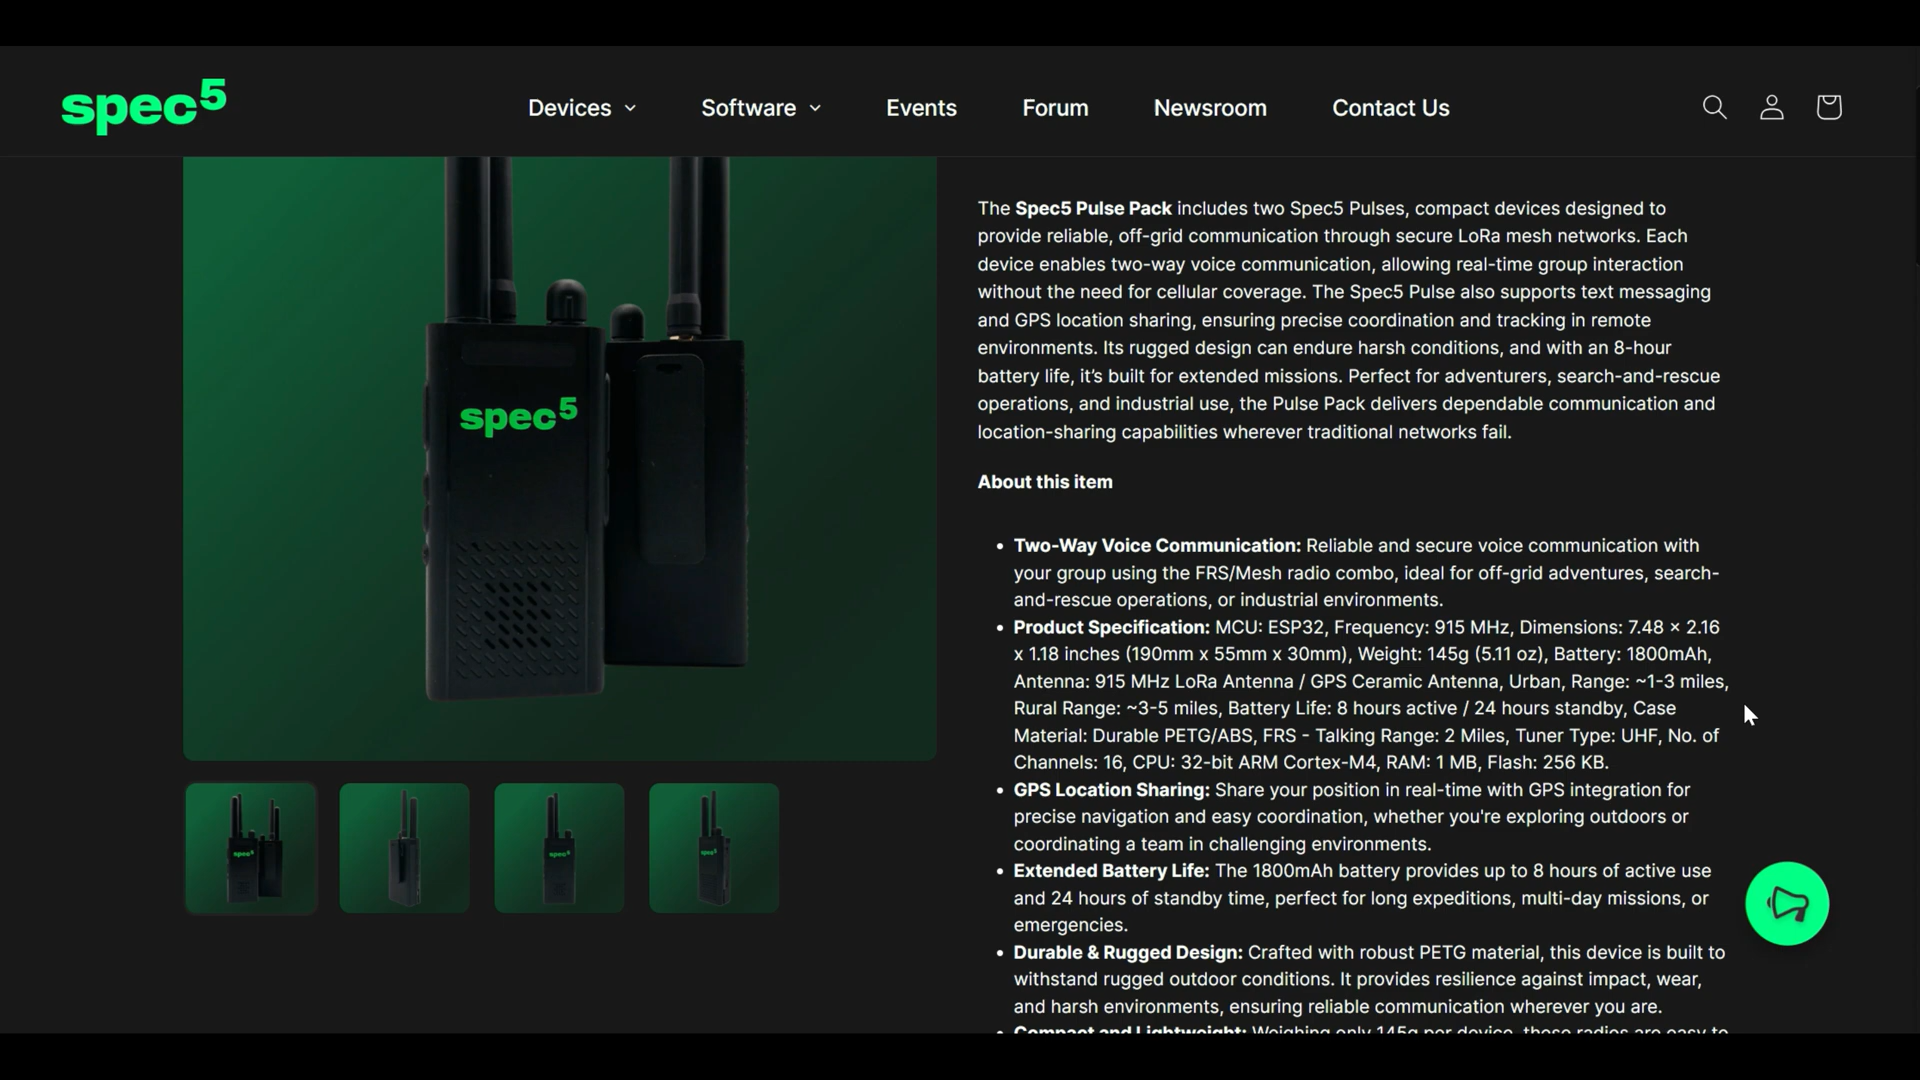 spec5
Devices
Software
Events
Forum
Newsroom
Contact Us
spec5
The Spec5 Pulse Pack includes two Spec5 Pulses, compact devices designed to
provide reliable, off-grid communication through secure LoRa mesh networks. Each
device enables two-way voice communication, allowing real-time group interaction
without the need for cellular coverage. The Spec5 Pulse also supports text messaging
and GPS location sharing, ensuring precise coordination and tracking in remote
environments. Its rugged design can endure harsh conditions, and with an 8-hour
battery life, it’s built for extended missions. Perfect for adventurers, search-and-rescue
operations, and industrial use, the Pulse Pack delivers dependable communication and
location-sharing capabilities wherever traditional networks fail.
About this item
• Two-Way Voice Communication: Reliable and secure voice communication with
your group using the FRS/Mesh radio combo, ideal for off-grid adventures, search-
and-rescue operations, or industrial environments.
• Product Specification: MCU: ESP32, Frequency: 915 MHz, Dimensions: 7.48 × 2.16
x 1.18 inches (190mm x 55mm x 30mm), Weight: 145g (5.11 oz), Battery: 1800mAh,
Antenna: 915 MHz LoRa Antenna / GPS Ceramic Antenna, Urban, Range: ~1-3 miles,
Rural Range: ~3-5 miles, Battery Life: 8 hours active / 24 hours standby, Case
Material: Durable PETG/ABS, FRS - Talking Range: 2 Miles, Tuner Type: UHF, No. of
Channels: 16, CPU: 32-bit ARM Cortex-M4, RAM: 1 MB, Flash: 256 KB.
• GPS Location Sharing: Share your position in real-time with GPS integration for
precise navigation and easy coordination, whether you're exploring outdoors or
coordinating a team in challenging environments.
• Extended Battery Life: The 1800mAh battery provides up to 8 hours of active use
and 24 hours of standby time, perfect for long expeditions, multi-day missions, or
emergencies.
• Durable & Rugged Design: Crafted with robust PETG material, this device is built to
withstand rugged outdoor conditions. It provides resilience against impact, wear,
and harsh environments, ensuring reliable communication wherever you are.
• Compact and Lightweight: Weighing only 145g per device, these radios are easy to
spec5
spec5
spec5